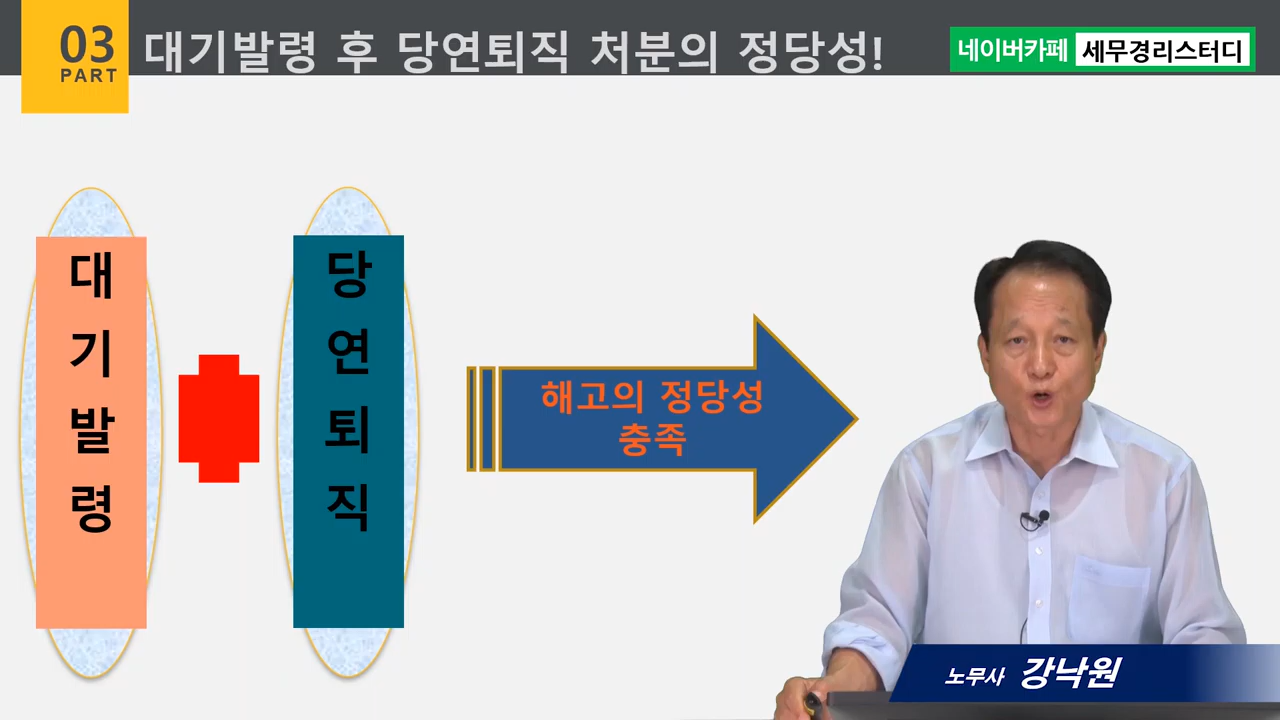 03
PART
대기발령 후 당연퇴직 처분의 정당성!
네이버카페 세무경리스터디
대
기
발
령
당
연
퇴
직
해고의 정당성
충족
노무사 강낙원